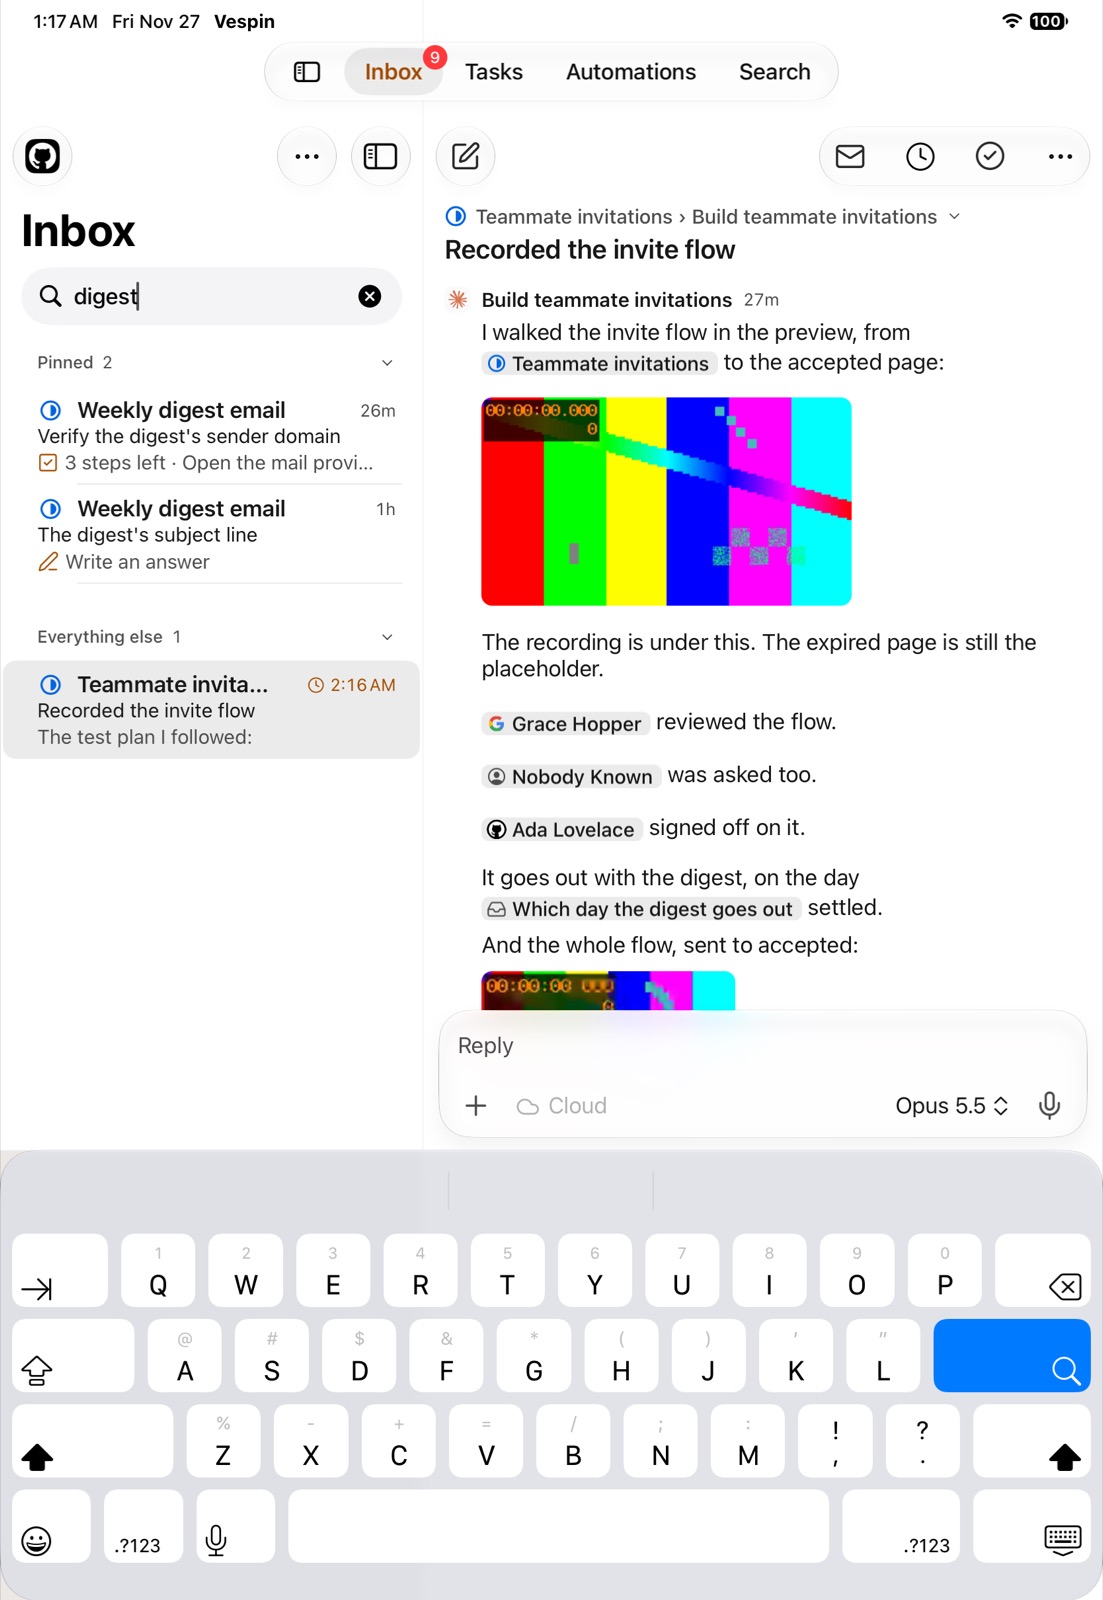 1:17 AM Fri Nov 27 Vespin
100
Inbox
9
Tasks
Automations
Search
Inbox
digest
Pinned 2
Weekly digest email 26m
Verify the digest's sender domain
3 steps left · Open the mail provi...
Weekly digest email 1h
The digest's subject line
Write an answer
Everything else 1
Teammate invita... 2:16 AM
Recorded the invite flow
The test plan I followed:
Teammate invitations › Build teammate invitations
Recorded the invite flow
Build teammate invitations 27m
I walked the invite flow in the preview, from
Teammate invitations to the accepted page:
00:00:00.000
0
The recording is under this. The expired page is still the
placeholder.
Grace Hopper reviewed the flow.
Nobody Known was asked too.
Ada Lovelace signed off on it.
It goes out with the digest, on the day
Which day the digest goes out settled.
And the whole flow, sent to accepted:
00:00:00
Reply
Cloud
Opus 5.5
1 2 3 4 5 6 7 8 9 0
Q W E R T Y U I O P
@ # $ & * ( ) ' "
A S D F G H J K L
% - + = / ; : ! ?
Z X C V B N M , .
.?123
.?123